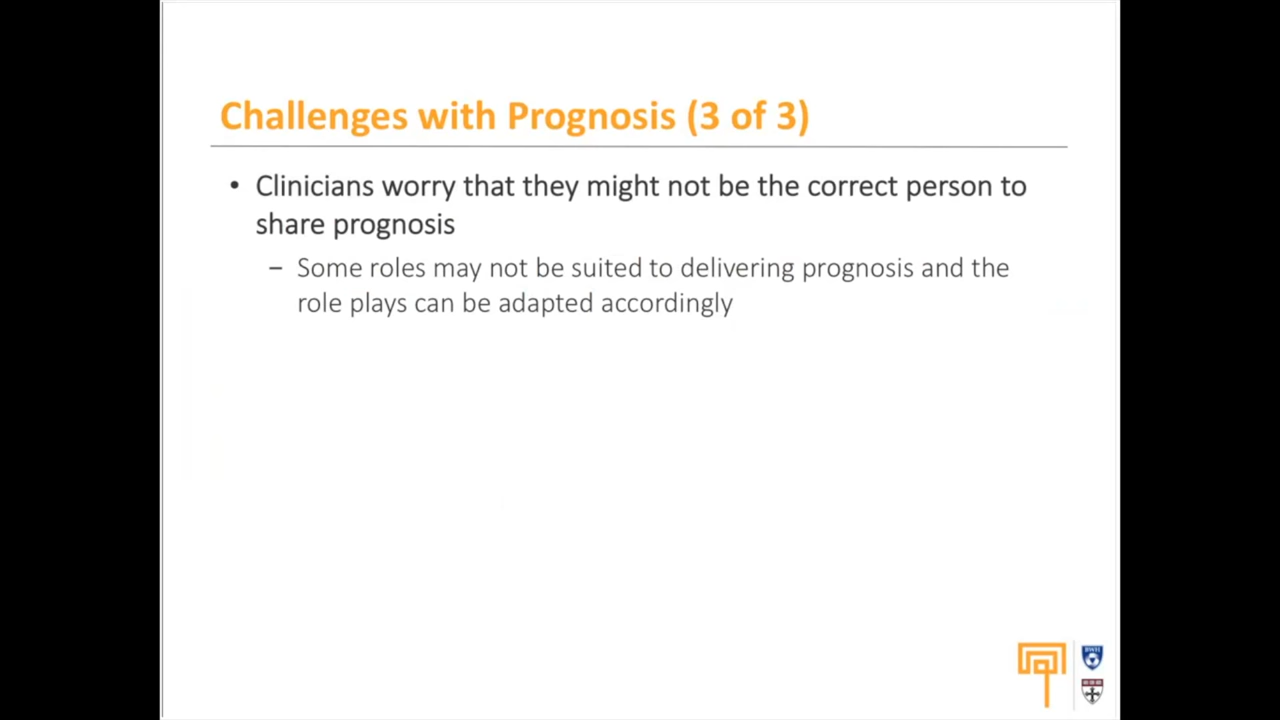 Challenges with Prognosis (3 of 3)
• Clinicians worry that they might not be the correct person to
share prognosis
– Some roles may not be suited to delivering prognosis and the
role plays can be adapted accordingly
BWH